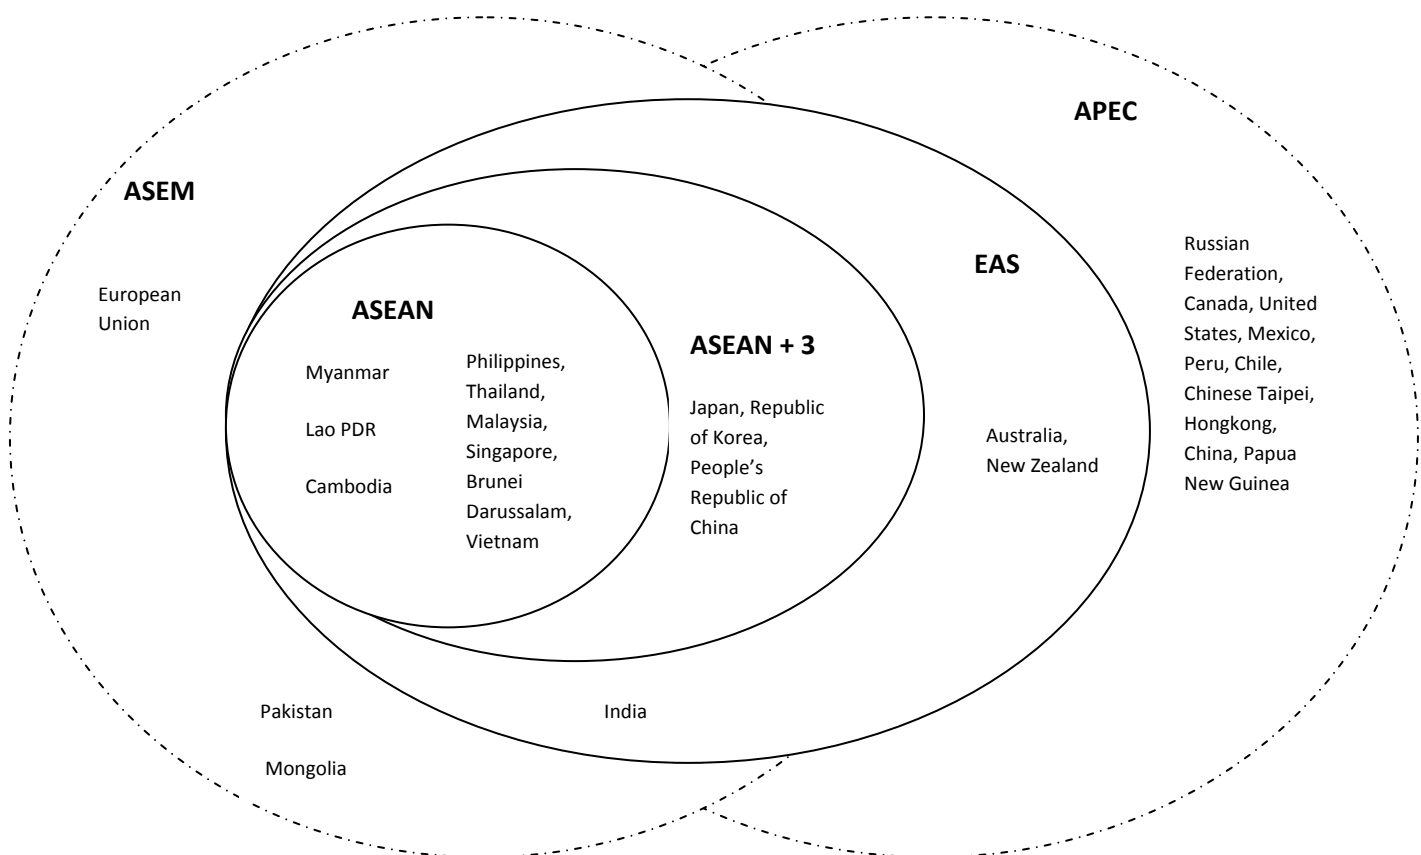 APEC
ASEM
European
Union
ASEAN
Myanmar
Lao PDR
Cambodia
Philippines,
Thailand,
Malaysia,
Singapore,
Brunei
Darussalam,
Vietnam
ASEAN + 3
Japan, Republic
of Korea,
People’s
Republic of
China
EAS
Australia,
New Zealand
Russian
Federation,
Canada, United
States, Mexico,
Peru, Chile,
Chinese Taipei,
Hongkong,
China, Papua
New Guinea
Pakistan
Mongolia
India